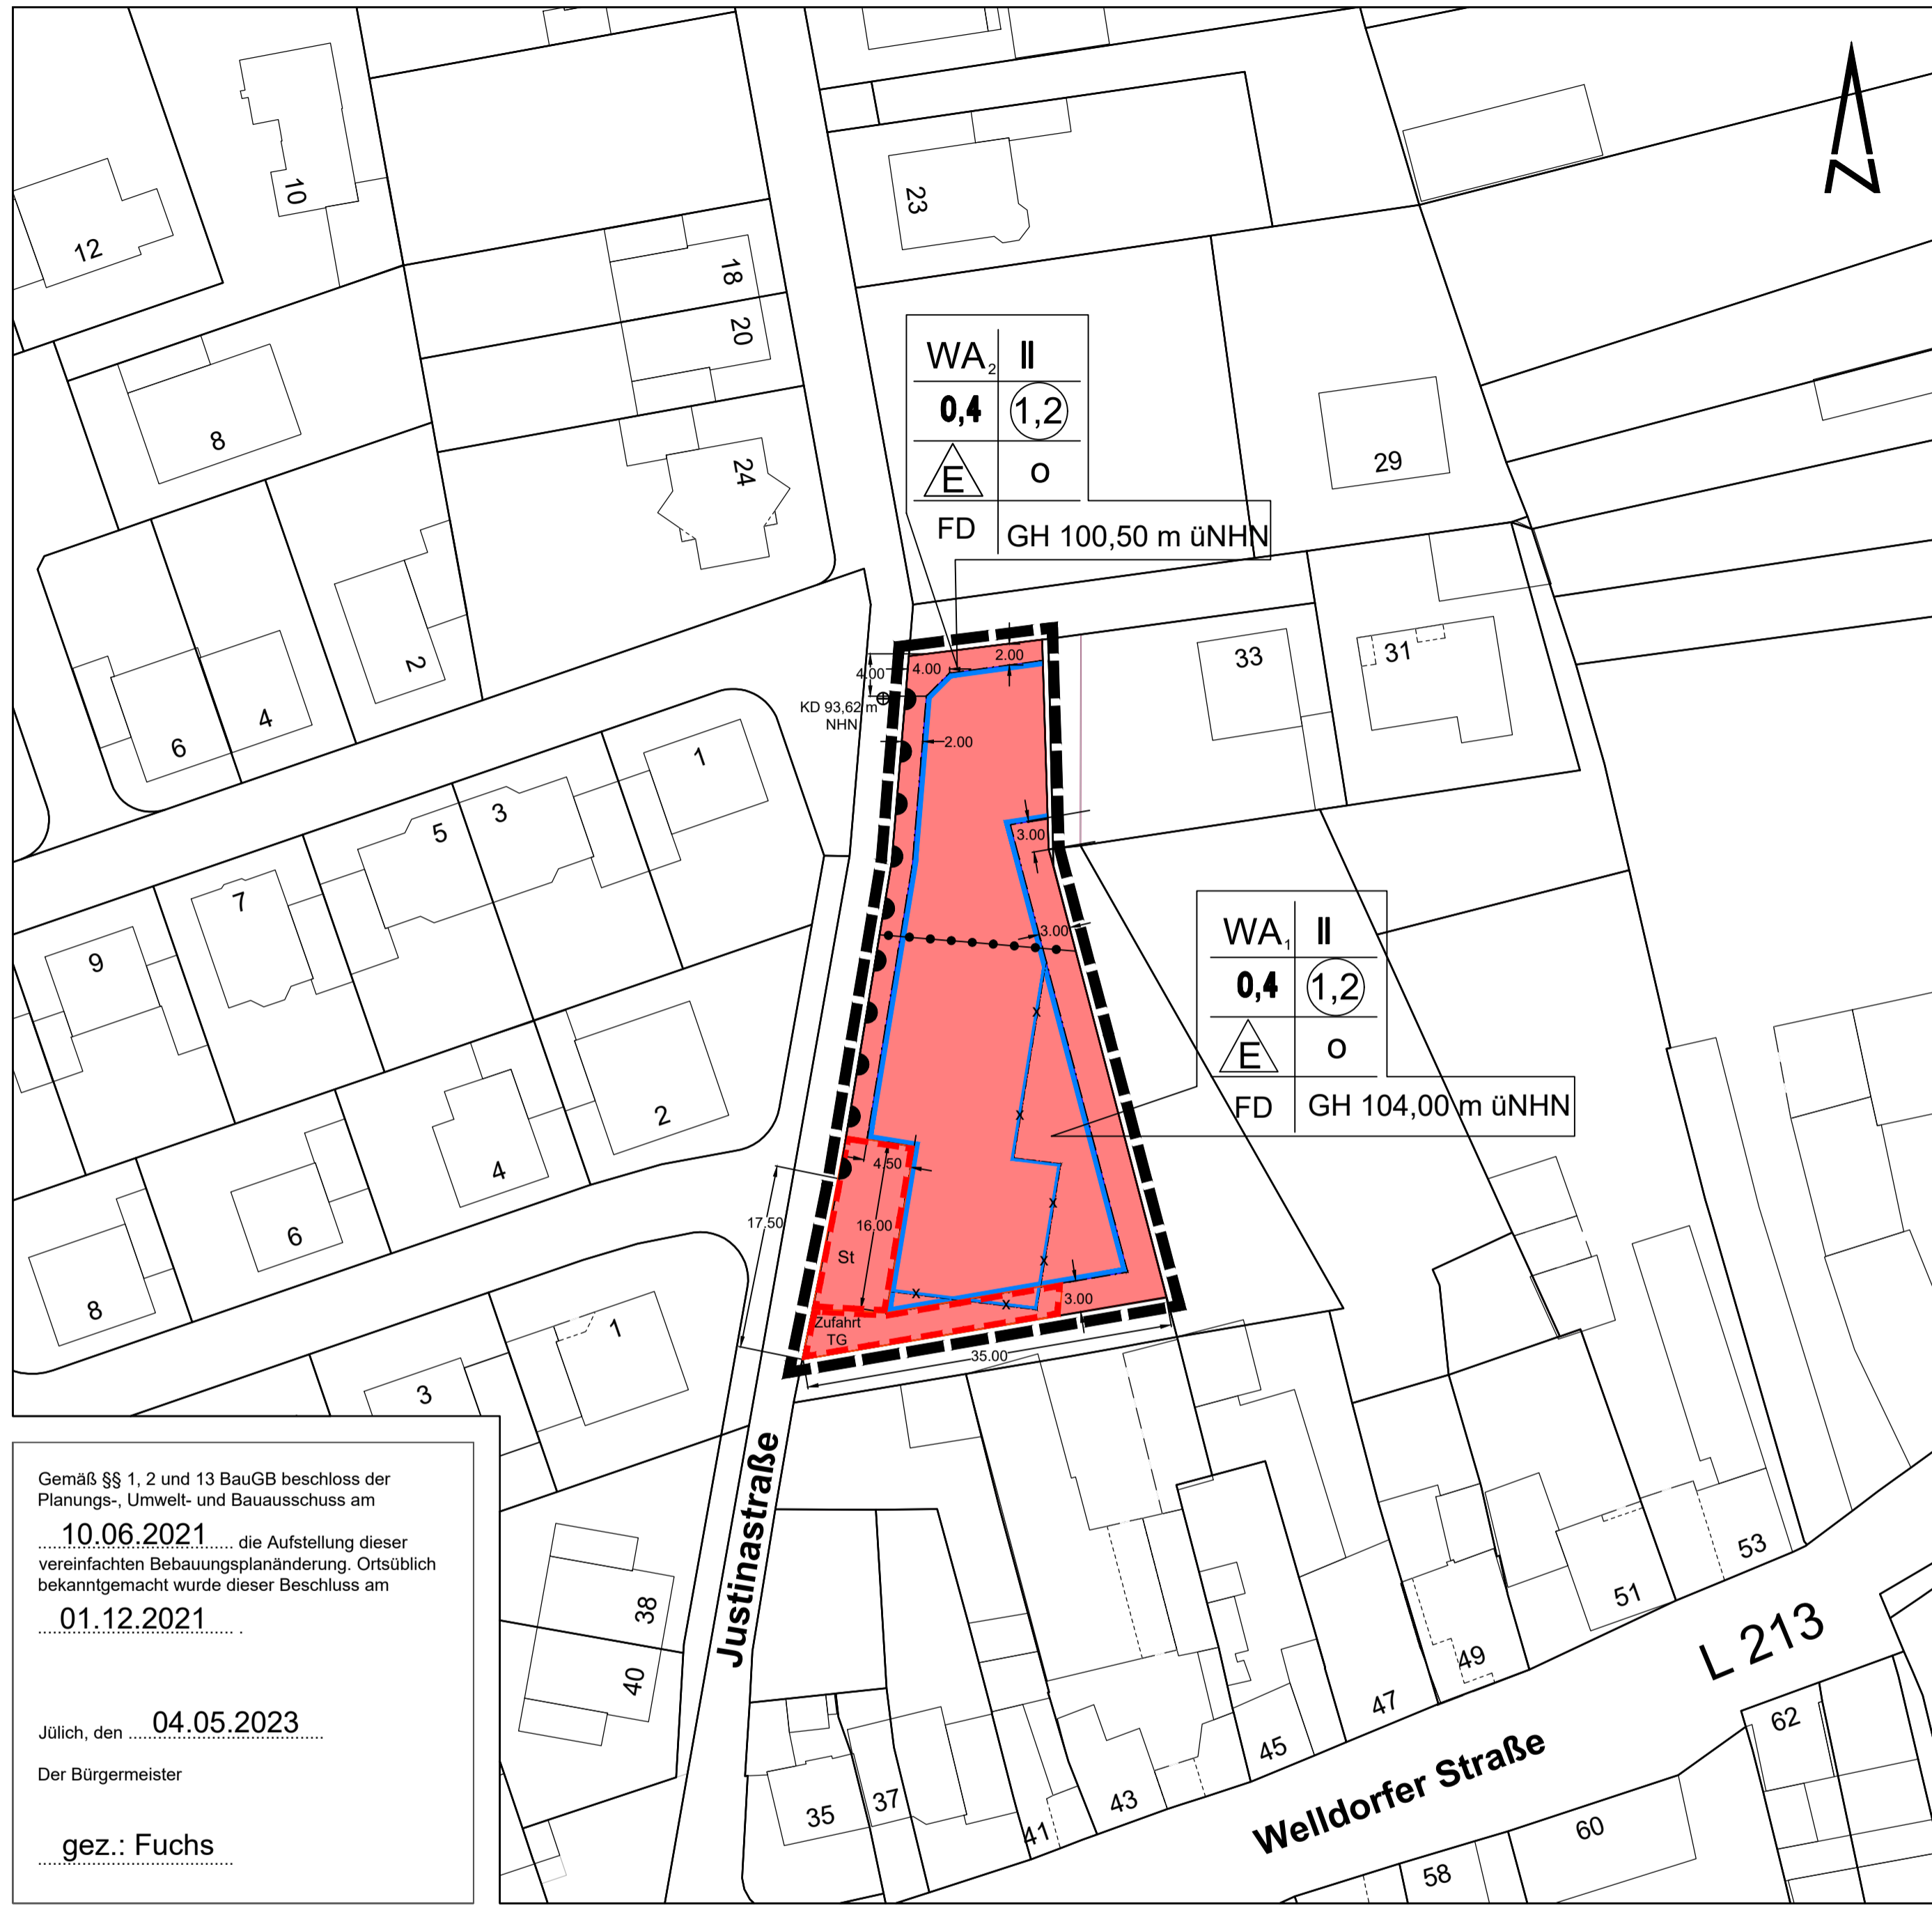 12
10
18
20
23
8
24
2
4
6
29
WA2 II
0,4 1,2
E o
FD GH 100,50 m üNHN
33
31
4.00
4.00
2.00
KD 93,62 m
NHN
2.00
3.00
3.00
1
3
5
7
9
2
4
6
8
WA1 II
0,4 1,2
E o
FD GH 104,00 m üNHN
4.50
16.00
17.50
St
Zufahrt
TG
3.00
35.00
1
3
Justinastraße
38
40
35
37
41
43
45
47
49
51
53
L 213
Welldorfer Straße
58
60
62
Gemäß §§ 1, 2 und 13 BauGB beschloss der
Planungs-, Umwelt- und Bauausschuss am
10.06.2021 die Aufstellung dieser
vereinfachten Bebauungsplanänderung. Ortsüblich
bekanntgemacht wurde dieser Beschluss am
01.12.2021 .
Jülich, den 04.05.2023
Der Bürgermeister
gez.: Fuchs
N
x
x
x
x
x
x